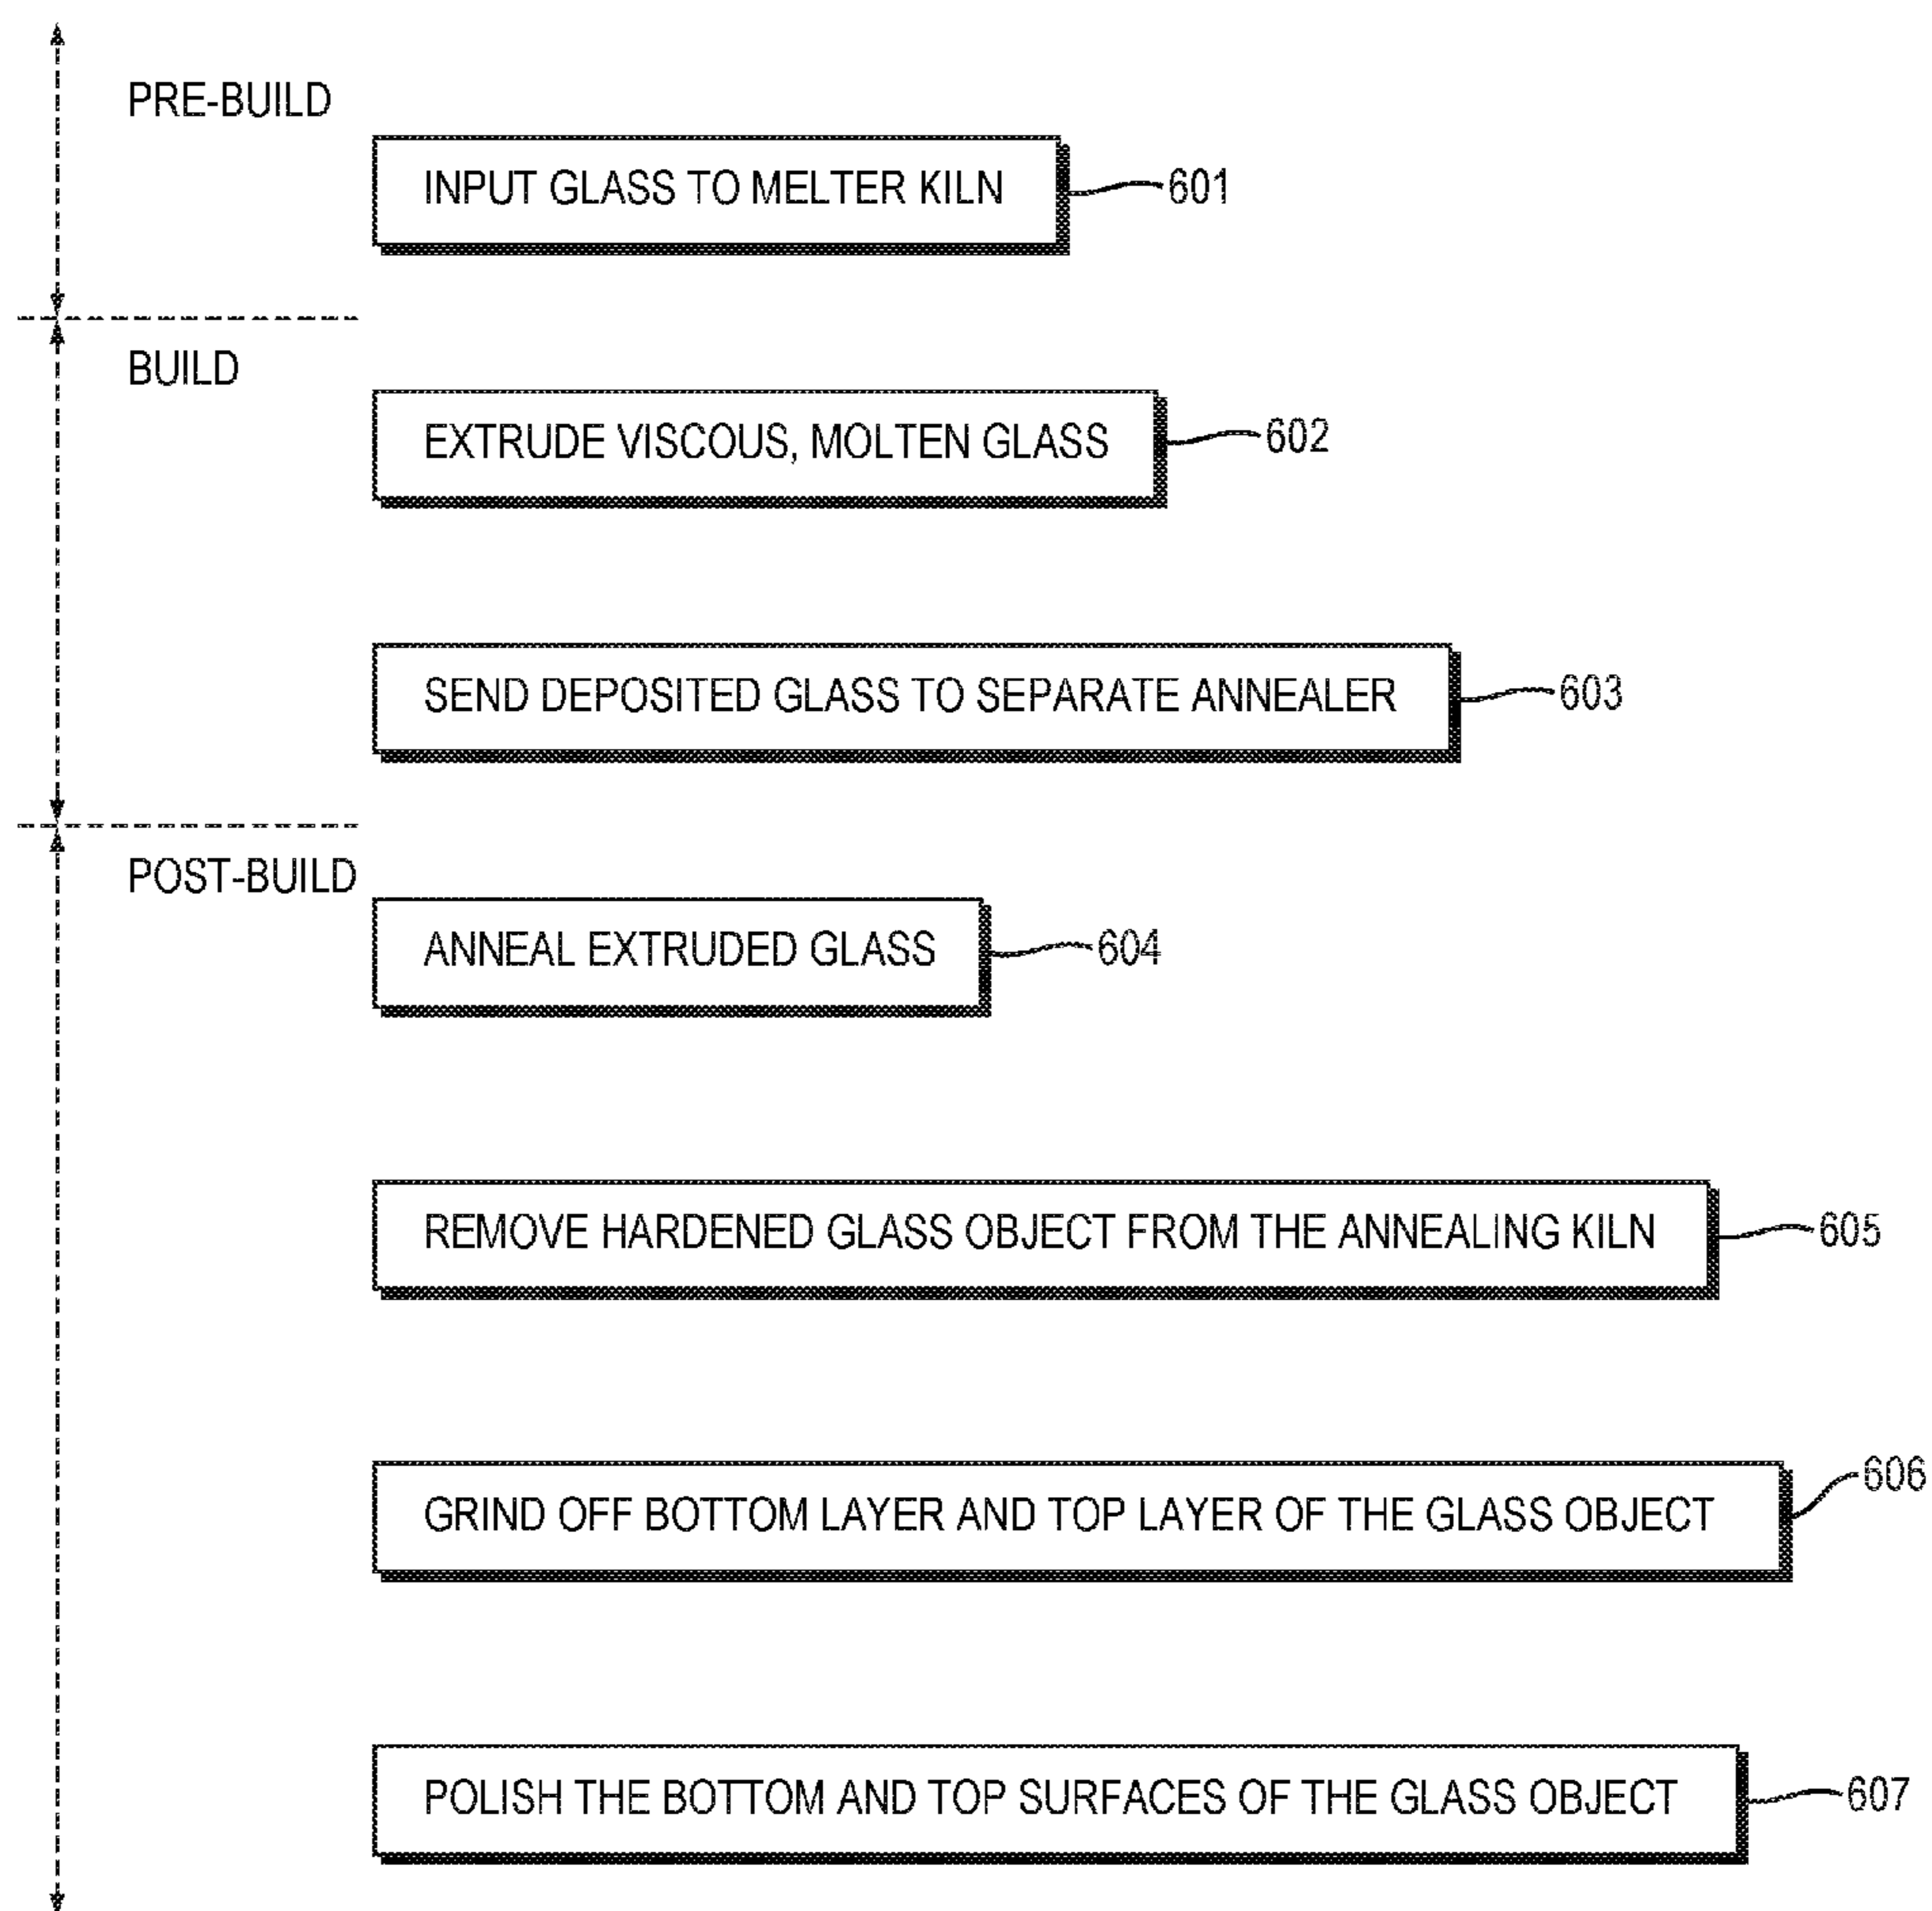 PRE-BUILD
INPUT GLASS TO MELTER KILN
601
BUILD
EXTRUDE VISCOUS, MOLTEN GLASS
602
SEND DEPOSITED GLASS TO SEPARATE ANNEALER
603
POST-BUILD
ANNEAL EXTRUDED GLASS
604
REMOVE HARDENED GLASS OBJECT FROM THE ANNEALING KILN
605
GRIND OFF BOTTOM LAYER AND TOP LAYER OF THE GLASS OBJECT
606
POLISH THE BOTTOM AND TOP SURFACES OF THE GLASS OBJECT
607